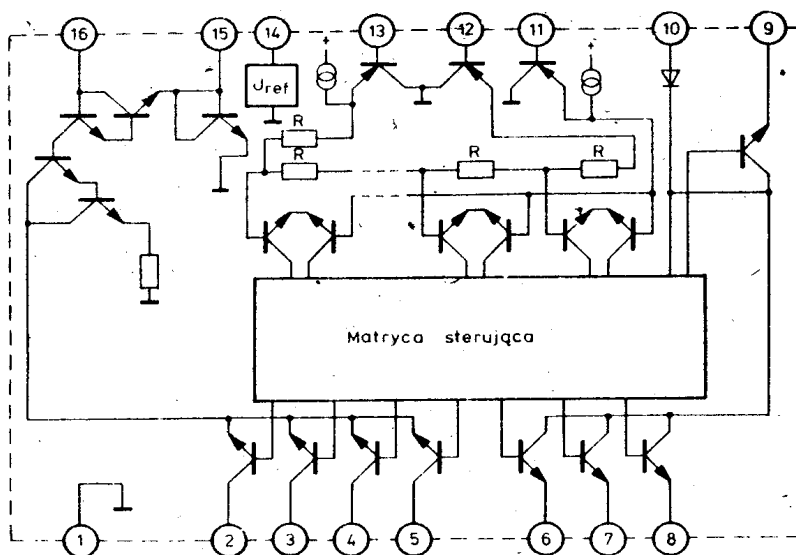 16 15 14 13 12 11 10 9
+ +
Uref
R
R R R
Matryca sterująca
1 2 3 4 5 6 7 8